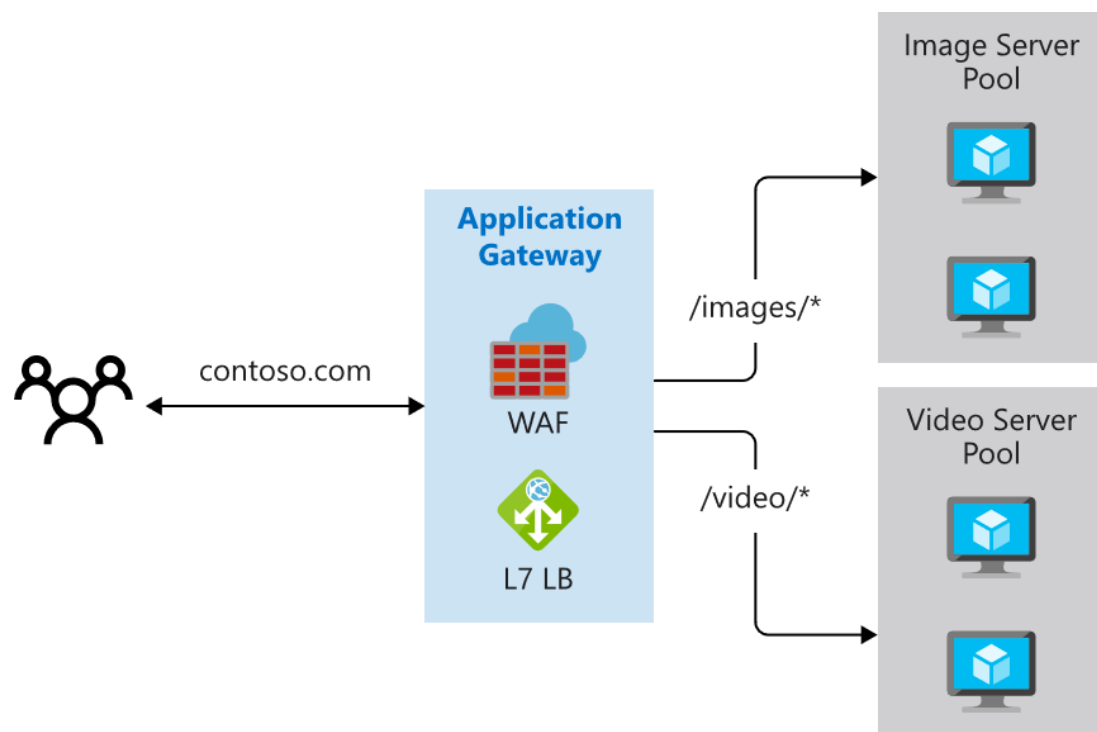 contoso.com
Application
Gateway
WAF
L7 LB
/images/*
/video/*
Image Server
Pool
Video Server
Pool